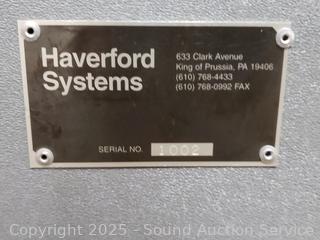 Haverford
Systems
633 Clark Avenue
King of Prussia, PA 19406
(610) 768-4433
(610) 768-0992 FAX
SERIAL NO. 1002
Copyright © 2025 - Sound Auction Service